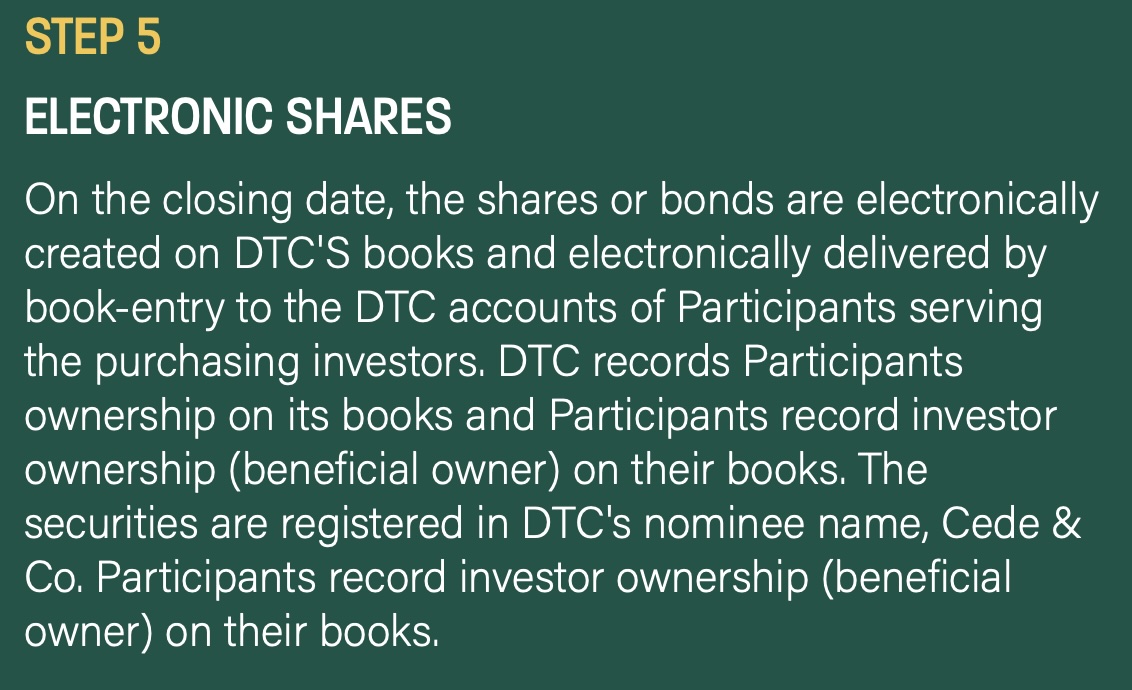 STEP 5
ELECTRONIC SHARES
On the closing date, the shares or bonds are electronically
created on DTC'S books and electronically delivered by
book-entry to the DTC accounts of Participants serving
the purchasing investors. DTC records Participants
ownership on its books and Participants record investor
ownership (beneficial owner) on their books. The
securities are registered in DTC's nominee name, Cede &
Co. Participants record investor ownership (beneficial
owner) on their books.